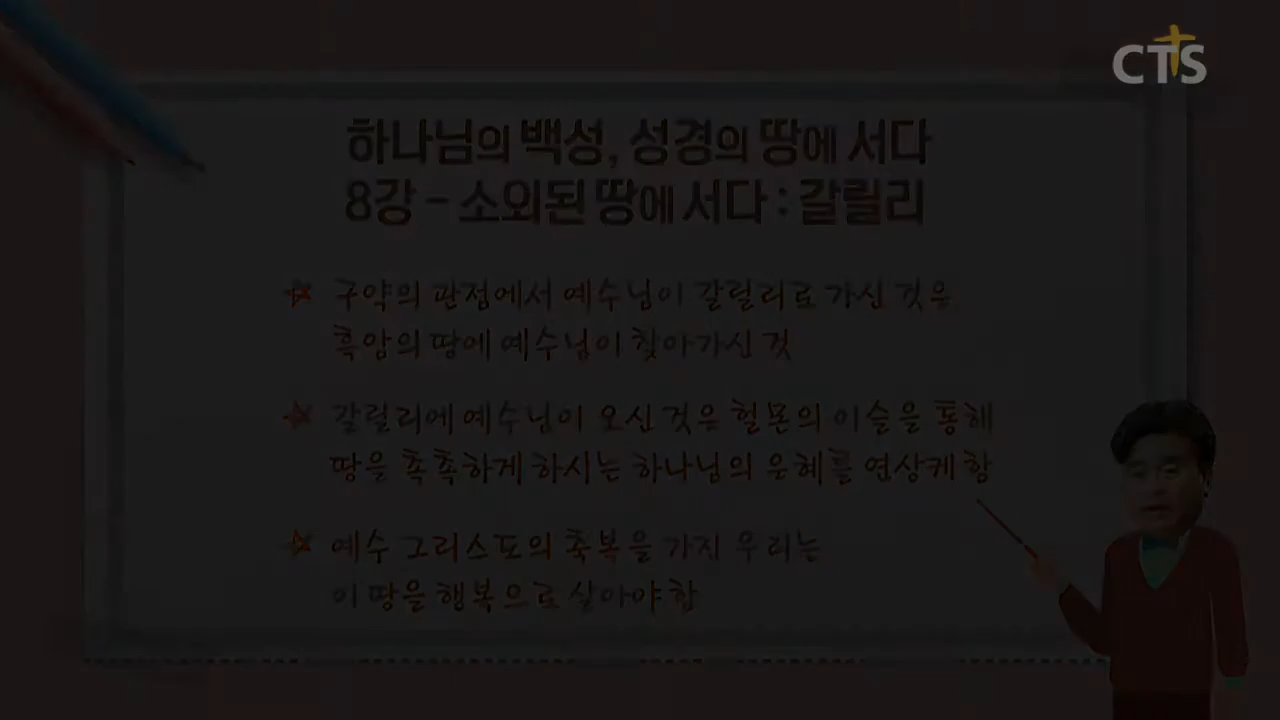 CTS
하나님의 백성, 성경의 땅에 서다
8강 - 소외된 땅에 서다 : 갈릴리
구약의 관점에서 예수님이 갈릴리로 가신 것은
흑암의 땅에 예수님이 찾아가신 것
갈릴리에 예수님이 오신 것은 헐몬의 이슬을 통해
땅을 촉촉하게 하시는 하나님의 은혜를 연상케 함
예수 그리스도의 축복을 가진 우리는
이 땅을 행복으로 살아야 함